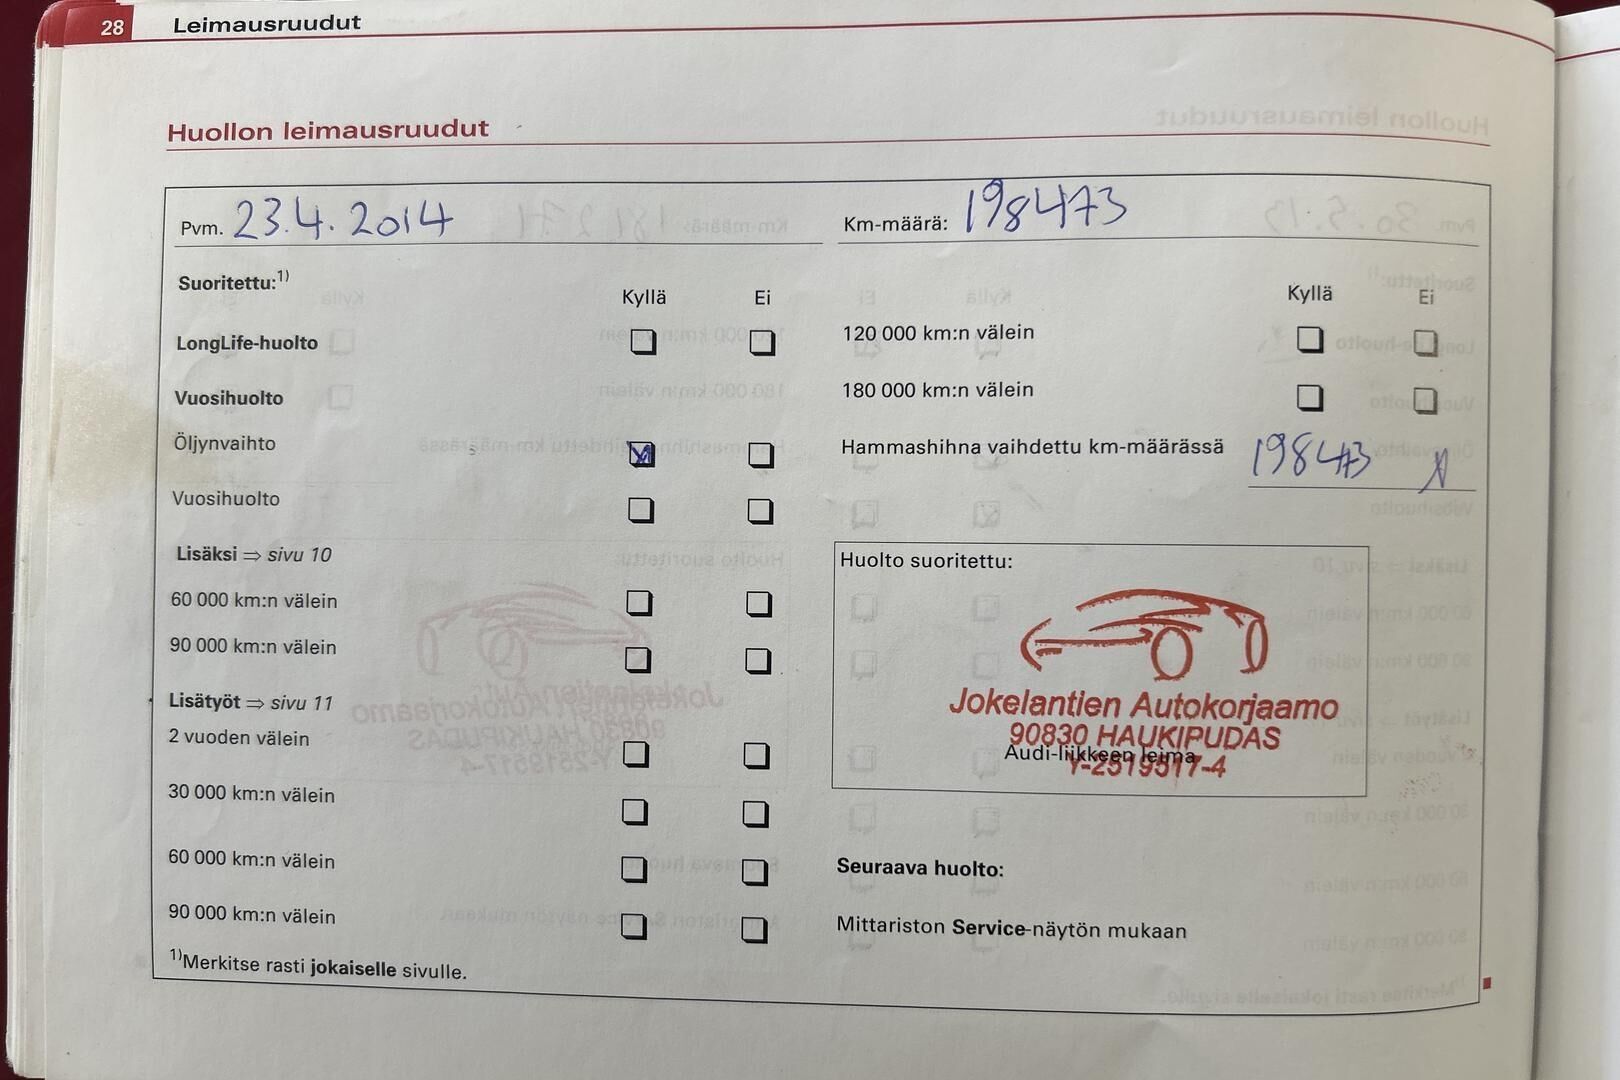 28 Leimausruudut
Huollon leimausruudut
Pvm. 23.4.2014
Km-määrä: 198473
Suoritettu:1)
Kyllä Ei
LongLife-huolto
Vuosihuolto
Öljynvaihto
Vuosihuolto
Lisäksi ⇒ sivu 10
60 000 km:n välein
90 000 km:n välein
Lisätyöt ⇒ sivu 11
2 vuoden välein
30 000 km:n välein
60 000 km:n välein
90 000 km:n välein
1)Merkitse rasti jokaiselle sivulle.
Kyllä Ei
120 000 km:n välein
180 000 km:n välein
Hammashihna vaihdettu km-määrässä 198473 X
Huolto suoritettu:
Jokelantien Autokorjaamo
90830 HAUKIPUDAS
Audi-liikkeen leima
Y-2519517-4
Seuraava huolto:
Mittariston Service-näytön mukaan